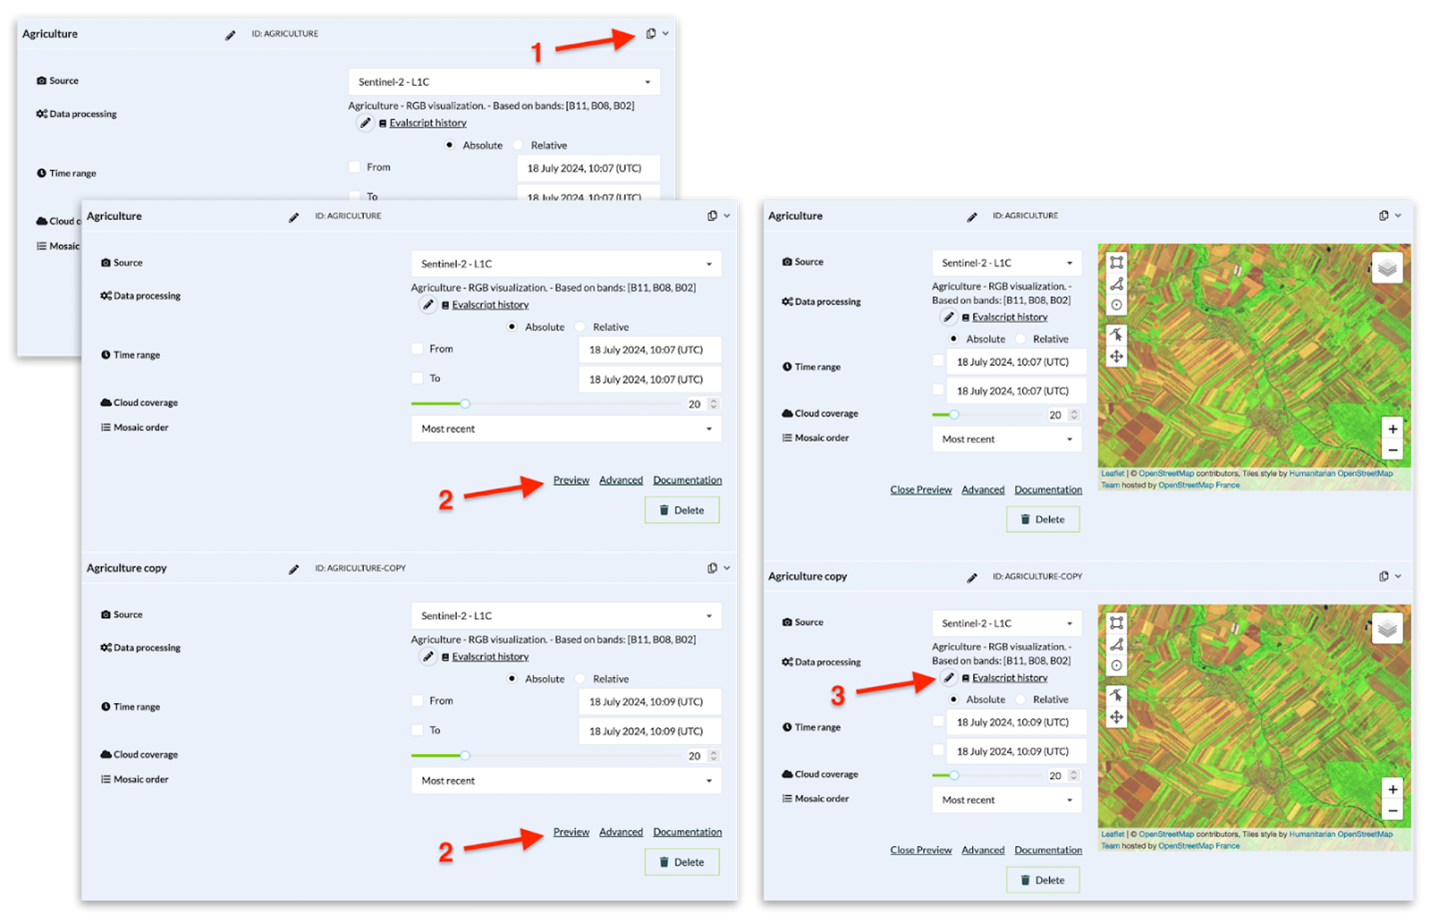 Agriculture
ID: AGRICULTURE
1
Source
Sentinel-2 - L1C
Data processing
Agriculture - RGB visualization. - Based on bands: [B11, B08, B02]
Evalscript history
Absolute Relative
Time range
From 18 July 2024, 10:07 (UTC)
To 18 July 2024, 10:07 (UTC)
Cloud c
Mosaic
Agriculture
ID: AGRICULTURE
Source
Sentinel-2 - L1C
Data processing
Agriculture - RGB visualization. - Based on bands: [B11, B08, B02]
Evalscript history
Absolute Relative
Time range
From 18 July 2024, 10:07 (UTC)
To 18 July 2024, 10:07 (UTC)
Cloud coverage 20
Mosaic order Most recent
2
Preview Advanced Documentation
Delete
Agriculture copy
ID: AGRICULTURE-COPY
Source
Sentinel-2 - L1C
Data processing
Agriculture - RGB visualization. - Based on bands: [B11, B08, B02]
Evalscript history
Absolute Relative
Time range
From 18 July 2024, 10:09 (UTC)
To 18 July 2024, 10:09 (UTC)
Cloud coverage 20
Mosaic order Most recent
2
Preview Advanced Documentation
Delete
Agriculture
ID: AGRICULTURE
Source
Sentinel-2 - L1C
Data processing
Agriculture - RGB visualization. -
Based on bands: [B11, B08, B02]
Evalscript history
Absolute Relative
Time range
18 July 2024, 10:07 (UTC)
18 July 2024, 10:07 (UTC)
Cloud coverage 20
Mosaic order Most recent
Close Preview Advanced Documentation
Delete
+
−
Leaflet | © OpenStreetMap contributors, Tiles style by Humanitarian OpenStreetMap
Team hosted by OpenStreetMap France
Agriculture copy
ID: AGRICULTURE-COPY
Source
Sentinel-2 - L1C
Data processing
Agriculture - RGB visualization. -
Based on bands: [B11, B08, B02]
3
Evalscript history
Absolute Relative
Time range
18 July 2024, 10:09 (UTC)
18 July 2024, 10:09 (UTC)
Cloud coverage 20
Mosaic order Most recent
Close Preview Advanced Documentation
Delete
+
−
Leaflet | © OpenStreetMap contributors, Tiles style by Humanitarian OpenStreetMap
Team hosted by OpenStreetMap France